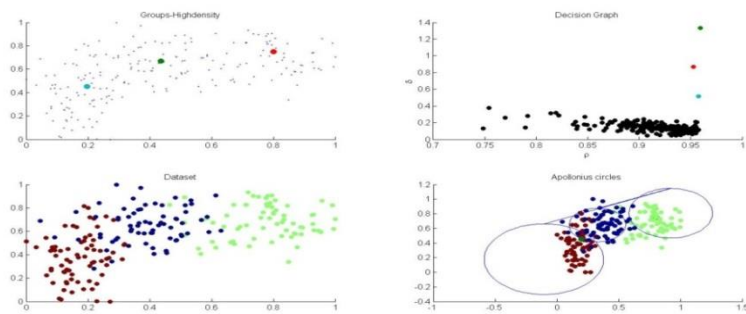 Groups-Highdensity
1
0.8
0.6
0.4
0.2
0
0 0.2 0.4 0.6 0.8 1
Decision Graph
1.4
1.2
1
0.8
0.6
0.4
0.2
0
δ
0.7 0.75 0.8 0.85 0.9 0.95 1
ρ
Dataset
1
0.8
0.6
0.4
0.2
0
0 0.2 0.4 0.6 0.8 1
Apollonius circles
1.2
1
0.8
0.6
0.4
0.2
0
-0.2
-0.4
-1 -0.5 0 0.5 1 1.5